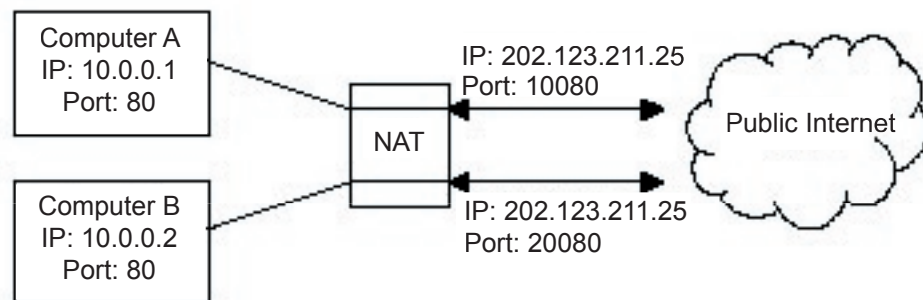 Computer A
IP: 10.0.0.1
Port: 80
IP: 202.123.211.25
Port: 10080
NAT
Public Internet
Computer B
IP: 10.0.0.2
Port: 80
IP: 202.123.211.25
Port: 20080